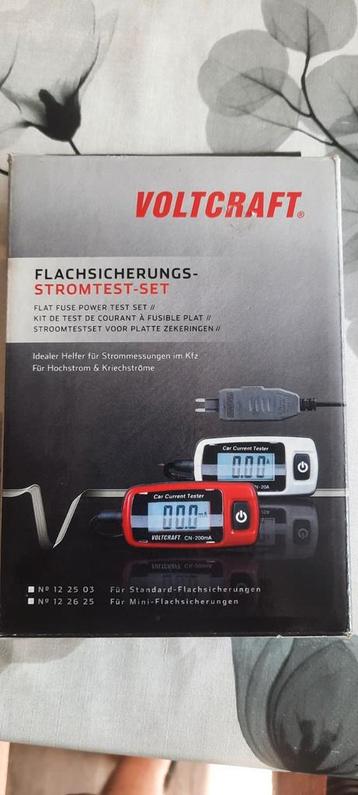 VOLTCRAFT®
FLACHSICHERUNGS-
STROMTEST-SET
FLAT FUSE POWER TEST SET //
KIT DE TEST DE COURANT À FUSIBLE PLAT //
STROOMTESTSET VOOR PLATTE ZEKERINGEN //
Idealer Helfer für Strommessungen im Kfz
Für Hochstrom & Kriechströme
Car Current Tester
0.00A
CN-20A
Car Current Tester
00.0mA
VOLTCRAFT CN-200mA
Nº 12 25 03 Für Standard-Flachsicherungen
Nº 12 26 25 Für Mini-Flachsicherungen